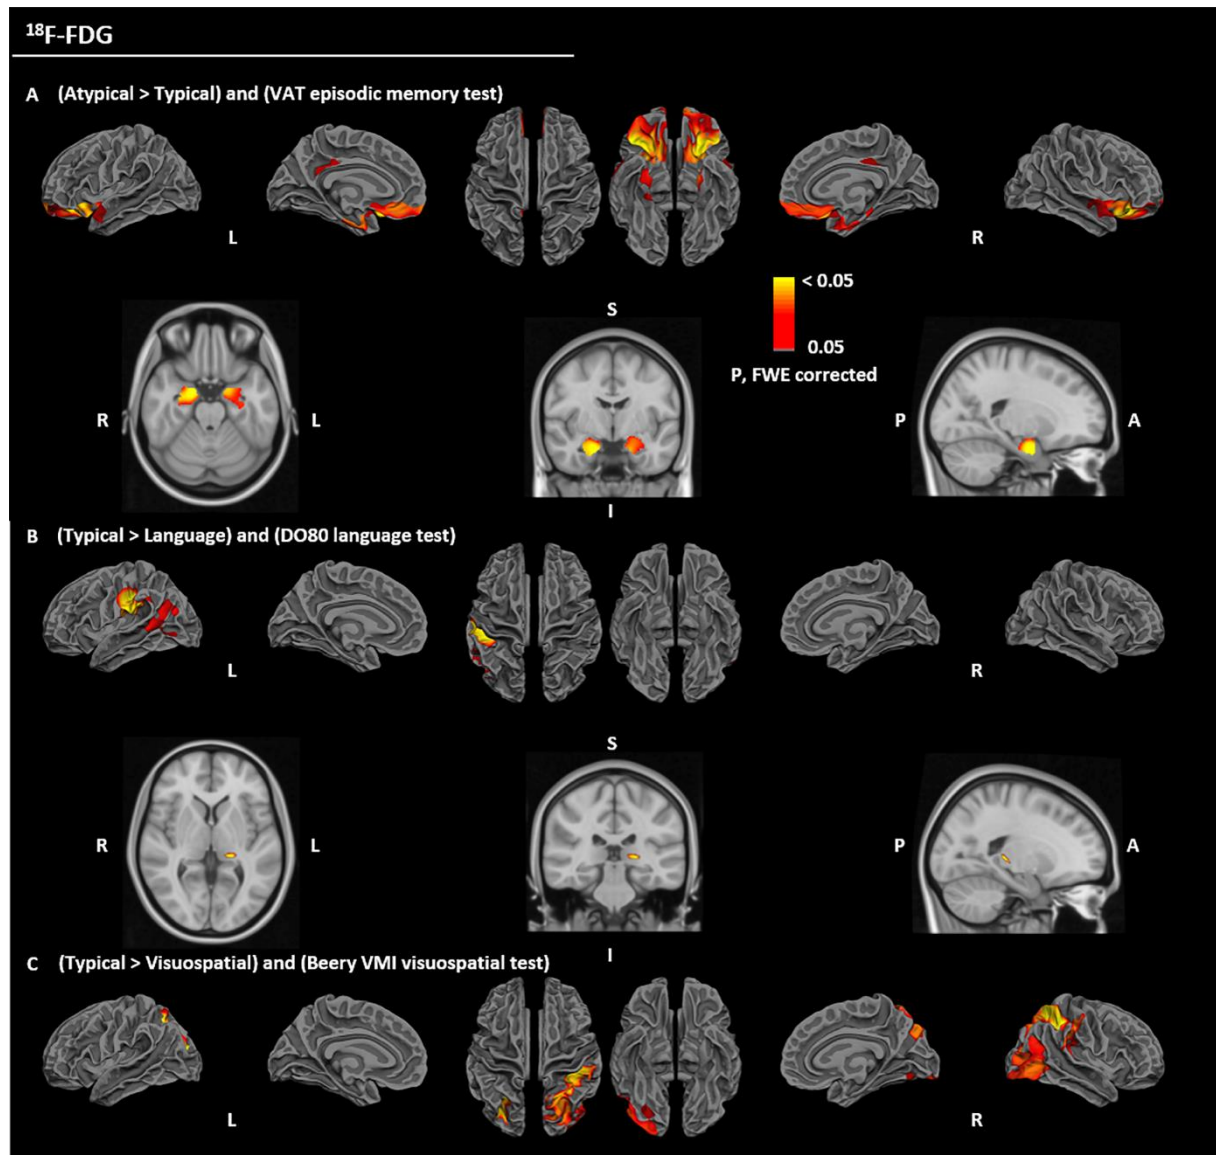 ¹⁸F-FDG
A (Atypical > Typical) and (VAT episodic memory test)
L
R
< 0.05
0.05
P, FWE corrected
S
R
L
P
A
I
B (Typical > Language) and (DO80 language test)
L
R
S
R
L
P
A
I
C (Typical > Visuospatial) and (Beery VMI visuospatial test)
L
R